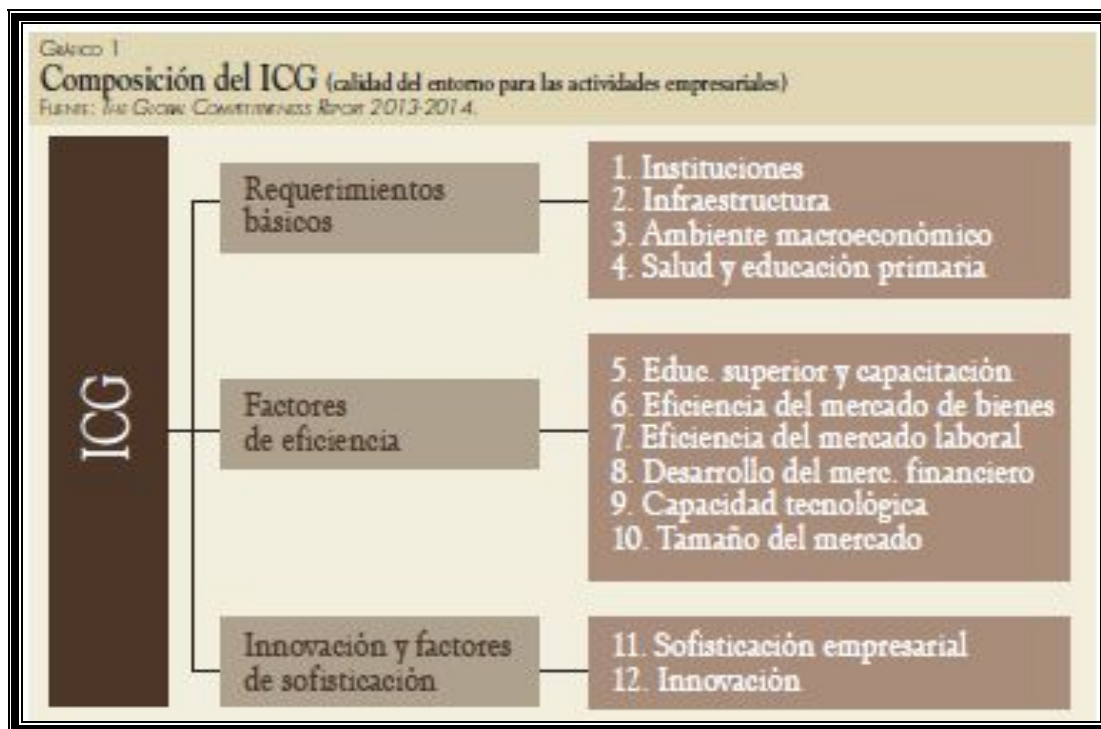 GRÁFICO 1
Composición del ICG (calidad del entorno para las actividades empresariales)
FUENTE: THE GLOBAL COMPETITIVENESS REPORT 2013-2014.
ICG
Requerimientos
básicos
1. Instituciones
2. Infraestructura
3. Ambiente macroeconómico
4. Salud y educación primaria
Factores
de eficiencia
5. Educ. superior y capacitación
6. Eficiencia del mercado de bienes
7. Eficiencia del mercado laboral
8. Desarrollo del merc. financiero
9. Capacidad tecnológica
10. Tamaño del mercado
Innovación y factores
de sofisticación
11. Sofisticación empresarial
12. Innovación